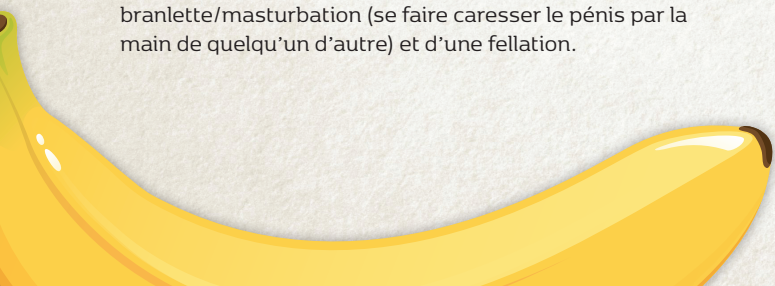 branlette/masturbation (se faire caresser le pénis par la
main de quelqu’un d’autre) et d’une fellation.